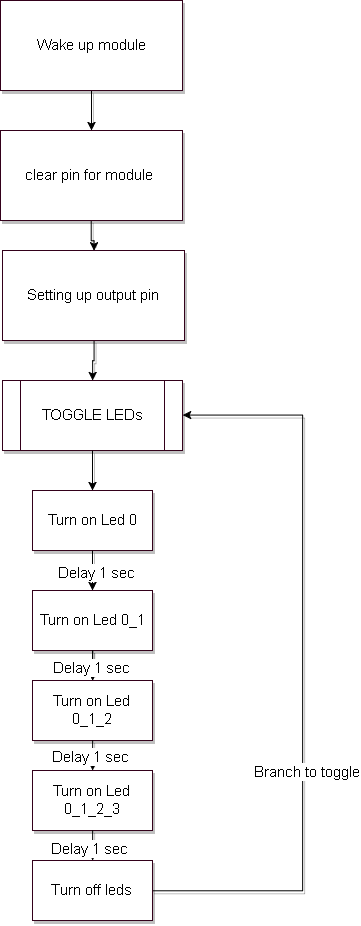 Wake up module
clear pin for module
Setting up output pin
TOGGLE LEDs
Turn on Led 0
Delay 1 sec
Turn on Led 0_1
Delay 1 sec
Turn on Led
0_1_2
Delay 1 sec
Turn on Led
0_1_2_3
Branch to toggle
Delay 1 sec
Turn off leds